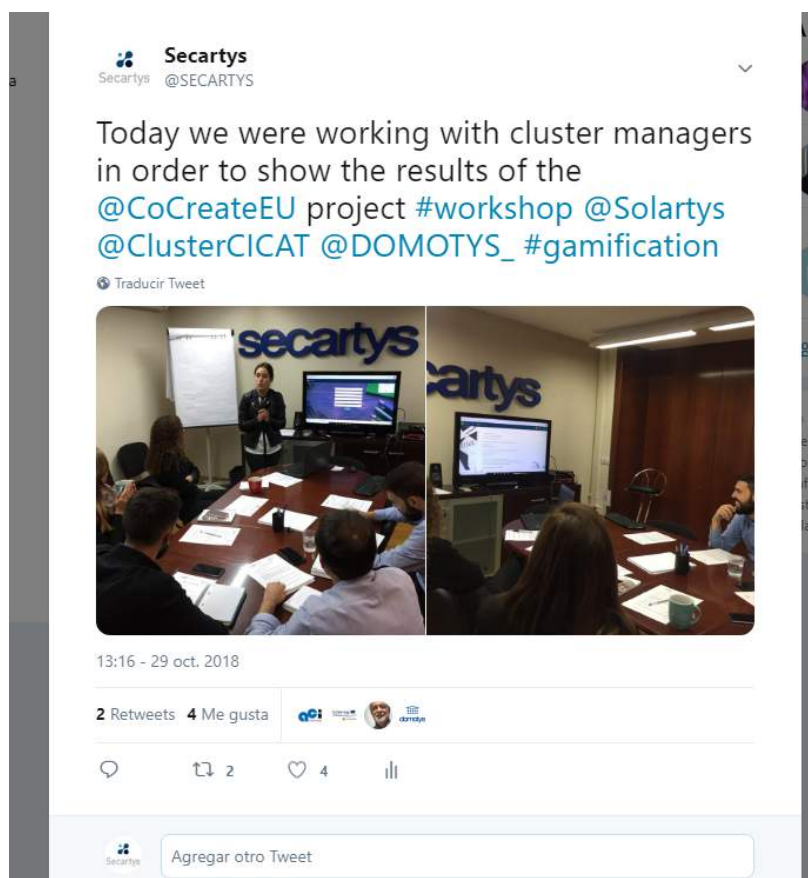 Secartys
Secartys
@SECARTYS
Today we were working with cluster managers
in order to show the results of the
@CoCreateEU project #workshop @Solartys
@ClusterCICAT @DOMOTYS_ #gamification
Traducir Tweet
secartys
cartys
13:16 - 29 oct. 2018
2 Retweets 4 Me gusta
aci
domotys
2 4
Secartys
Agregar otro Tweet